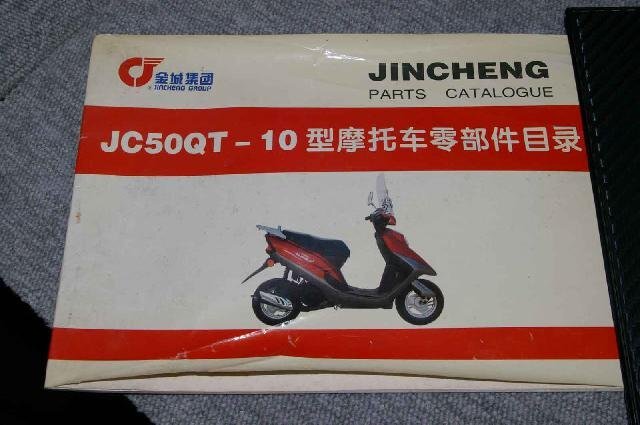 金城集团
JINCHENG GROUP
JINCHENG
PARTS CATALOGUE
JC50QT-10型摩托车零部件目录